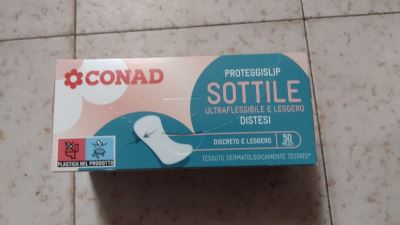 CONAD
PROTEGGISLIP
SOTTILE
ULTRAFLESSIBILE E LEGGERO
DISTESI
DISCRETO E LEGGERO
50
PEZZI
TESSUTO DERMATOLOGICAMENTE TESTATO*
PLASTICA NEL PRODOTTO